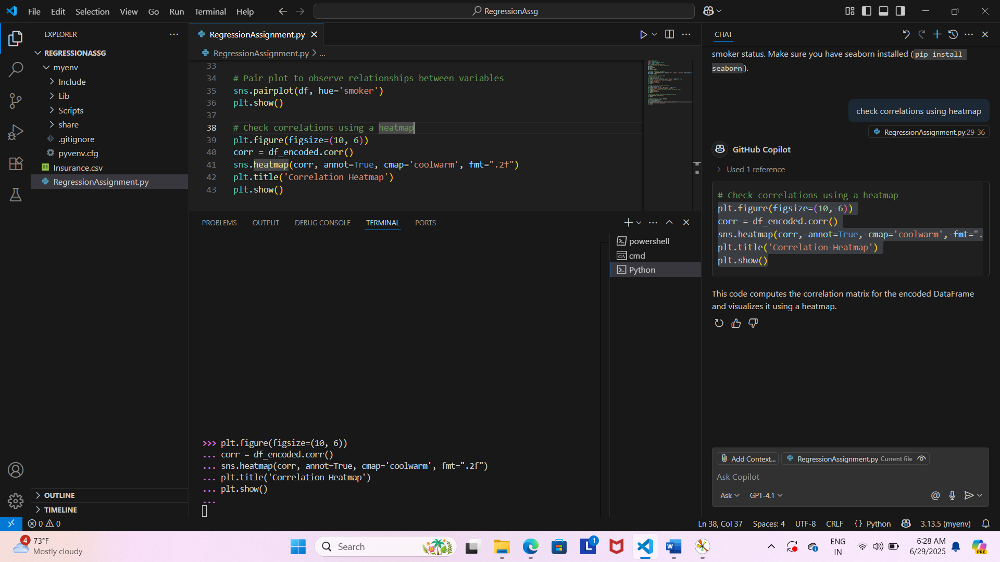 File Edit Selection View Go Run Terminal Help
RegressionAssg
EXPLORER
REGRESSIONASSG
myenv
Include
Lib
Scripts
share
.gitignore
pyvenv.cfg
Insurance.csv
RegressionAssignment.py
OUTLINE
TIMELINE
RegressionAssignment.py
RegressionAssignment.py > ...
33
34 # Pair plot to observe relationships between variables
35 sns.pairplot(df, hue='smoker')
36 plt.show()
37
38 # Check correlations using a heatmap
39 plt.figure(figsize=(10, 6))
40 corr = df_encoded.corr()
41 sns.heatmap(corr, annot=True, cmap='coolwarm', fmt=".2f")
42 plt.title('Correlation Heatmap')
43 plt.show()
PROBLEMS OUTPUT DEBUG CONSOLE TERMINAL PORTS
powershell
cmd
Python
>>> plt.figure(figsize=(10, 6))
... corr = df_encoded.corr()
... sns.heatmap(corr, annot=True, cmap='coolwarm', fmt=".2f")
... plt.title('Correlation Heatmap')
... plt.show()
...
CHAT
smoker status. Make sure you have seaborn installed (pip install
seaborn).
check correlations using heatmap
RegressionAssignment.py:29-36
GitHub Copilot
Used 1 reference
# Check correlations using a heatmap
plt.figure(figsize=(10, 6))
corr = df_encoded.corr()
sns.heatmap(corr, annot=True, cmap='coolwarm', fmt=".
plt.title('Correlation Heatmap')
plt.show()
This code computes the correlation matrix for the encoded DataFrame
and visualizes it using a heatmap.
Add Context... RegressionAssignment.py Current file
Ask Copilot
Ask GPT-4.1
0 0
Ln 38, Col 37 Spaces: 4 UTF-8 CRLF {} Python 3.13.5 (myenv)
4
73°F
Mostly cloudy
Search
L
1
W
PRE
ENG
IN
6:28 AM
6/29/2025